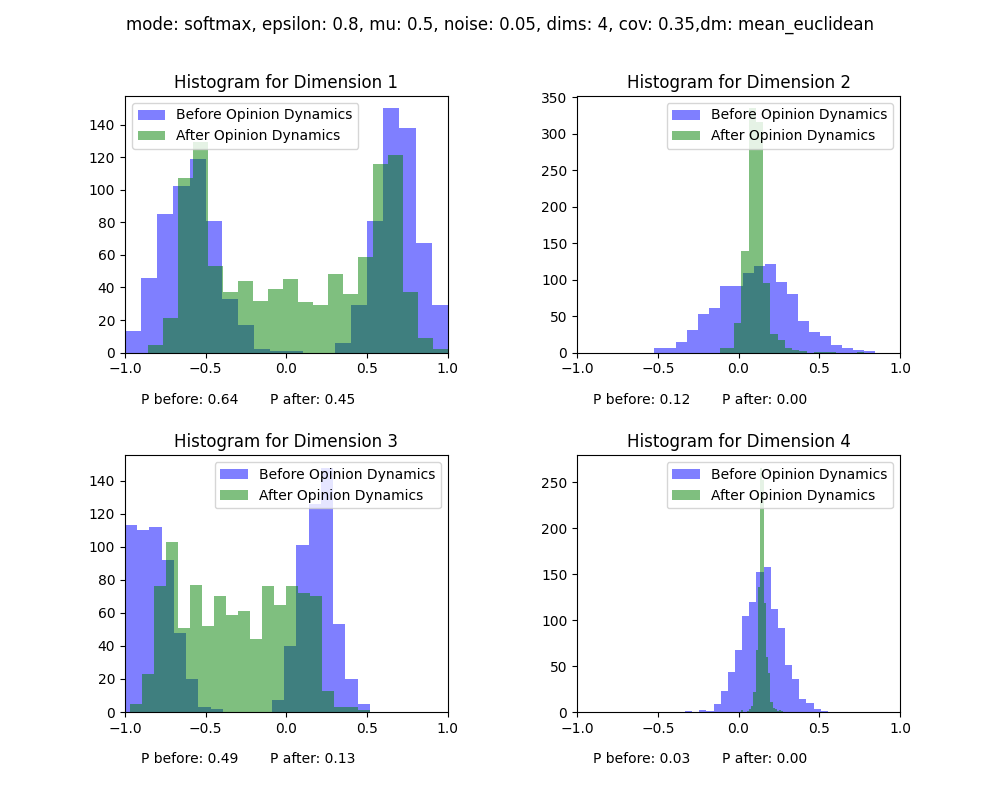 mode: softmax, epsilon: 0.8, mu: 0.5, noise: 0.05, dims: 4, cov: 0.35,dm: mean_euclidean
Histogram for Dimension 1
Before Opinion Dynamics
After Opinion Dynamics
140
120
100
80
60
40
20
0
−1.0 −0.5 0.0 0.5 1.0
P before: 0.64 P after: 0.45
Histogram for Dimension 2
Before Opinion Dynamics
After Opinion Dynamics
350
300
250
200
150
100
50
0
−1.0 −0.5 0.0 0.5 1.0
P before: 0.12 P after: 0.00
Histogram for Dimension 3
Before Opinion Dynamics
After Opinion Dynamics
140
120
100
80
60
40
20
0
−1.0 −0.5 0.0 0.5 1.0
P before: 0.49 P after: 0.13
Histogram for Dimension 4
Before Opinion Dynamics
After Opinion Dynamics
250
200
150
100
50
0
−1.0 −0.5 0.0 0.5 1.0
P before: 0.03 P after: 0.00